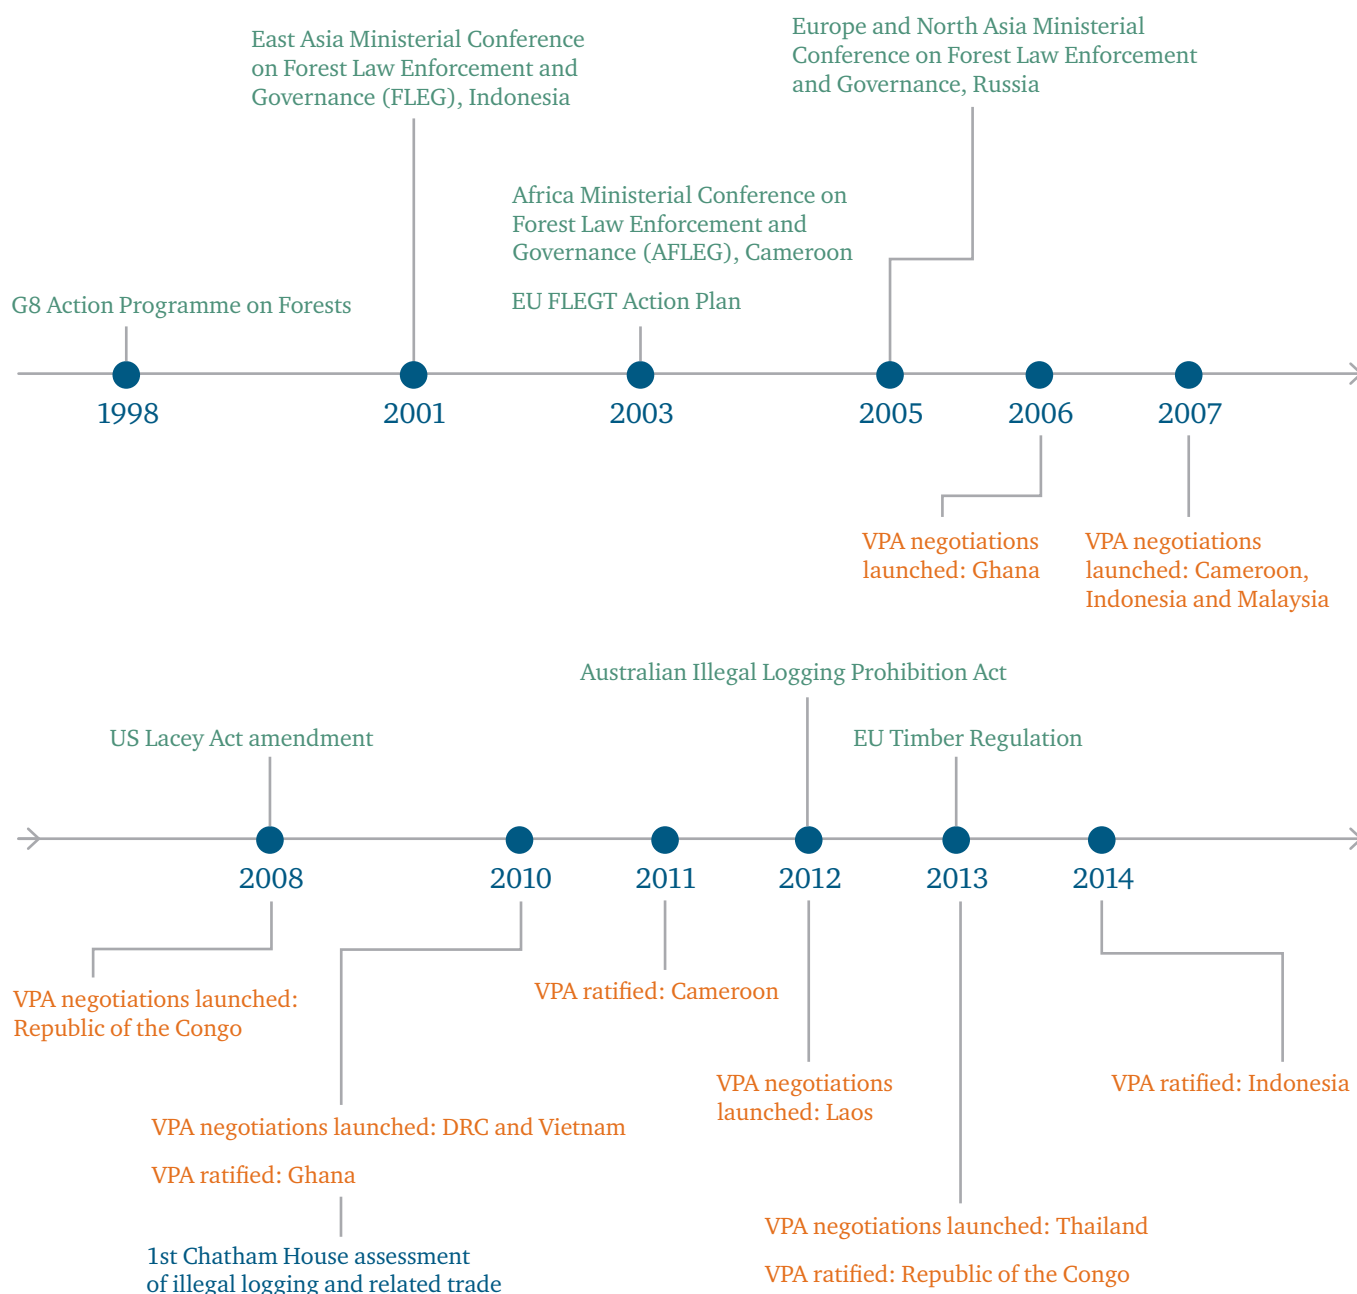 East Asia Ministerial Conference
on Forest Law Enforcement and
Governance (FLEG), Indonesia
Europe and North Asia Ministerial
Conference on Forest Law Enforcement
and Governance, Russia
Africa Ministerial Conference on
Forest Law Enforcement and
Governance (AFLEG), Cameroon
G8 Action Programme on Forests
EU FLEGT Action Plan
1998
2001
2003
2005
2006
2007
VPA negotiations
launched: Ghana
VPA negotiations
launched: Cameroon,
Indonesia and Malaysia
Australian Illegal Logging Prohibition Act
US Lacey Act amendment
EU Timber Regulation
2008
2010
2011
2012
2013
2014
VPA negotiations launched:
Republic of the Congo
VPA ratified: Cameroon
VPA negotiations
launched: Laos
VPA ratified: Indonesia
VPA negotiations launched: DRC and Vietnam
VPA ratified: Ghana
VPA negotiations launched: Thailand
VPA ratified: Republic of the Congo
1st Chatham House assessment
of illegal logging and related trade